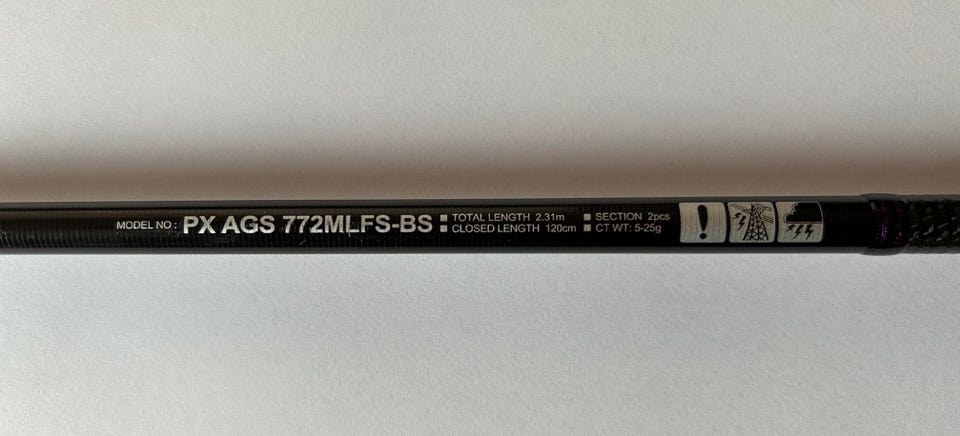 MODEL NO : PX AGS 772MLFS-BS
■ TOTAL LENGTH 2.31m
■ CLOSED LENGTH 120cm
■ SECTION 2pcs
■ CT WT: 5-25g
!